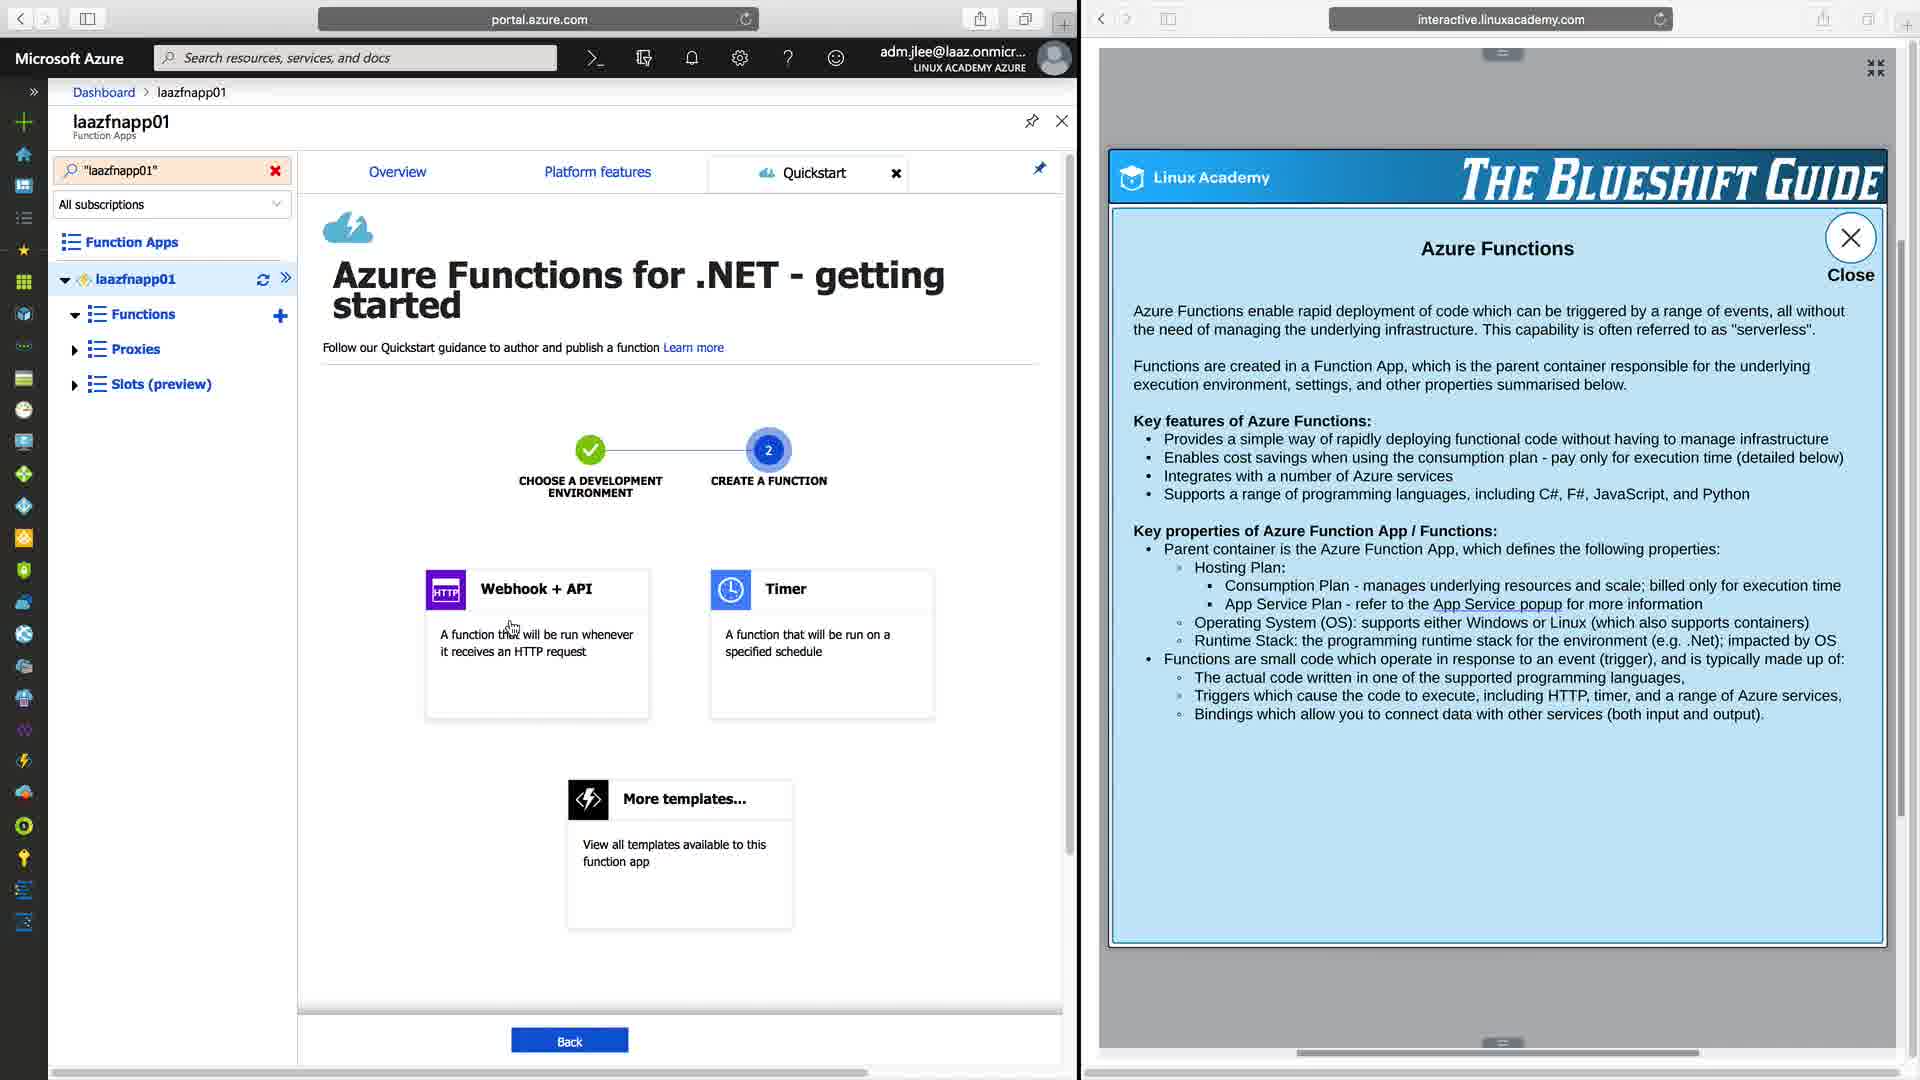 portal.azure.com
Microsoft Azure
Search resources, services, and docs
adm.jlee@laaz.onmicr...
LINUX ACADEMY AZURE
Dashboard > laazfnapp01
laazfnapp01
Function Apps
"laazfnapp01"
All subscriptions
Function Apps
laazfnapp01
Functions
Proxies
Slots (preview)
Overview
Platform features
Quickstart
Azure Functions for .NET - getting
started
Follow our Quickstart guidance to author and publish a function Learn more
2
CHOOSE A DEVELOPMENT
ENVIRONMENT
CREATE A FUNCTION
HTTP
Webhook + API
A function that will be run whenever
it receives an HTTP request
Timer
A function that will be run on a
specified schedule
More templates...
View all templates available to this
function app
Back
interactive.linuxacademy.com
Linux Academy
THE BLUESHIFT GUIDE
Azure Functions
Close
Azure Functions enable rapid deployment of code which can be triggered by a range of events, all without
the need of managing the underlying infrastructure. This capability is often referred to as "serverless".
Functions are created in a Function App, which is the parent container responsible for the underlying
execution environment, settings, and other properties summarised below.
Key features of Azure Functions:
• Provides a simple way of rapidly deploying functional code without having to manage infrastructure
• Enables cost savings when using the consumption plan - pay only for execution time (detailed below)
• Integrates with a number of Azure services
• Supports a range of programming languages, including C#, F#, JavaScript, and Python
Key properties of Azure Function App / Functions:
• Parent container is the Azure Function App, which defines the following properties:
◦ Hosting Plan:
▪ Consumption Plan - manages underlying resources and scale; billed only for execution time
▪ App Service Plan - refer to the App Service popup for more information
◦ Operating System (OS): supports either Windows or Linux (which also supports containers)
◦ Runtime Stack: the programming runtime stack for the environment (e.g. .Net); impacted by OS
• Functions are small code which operate in response to an event (trigger), and is typically made up of:
◦ The actual code written in one of the supported programming languages,
◦ Triggers which cause the code to execute, including HTTP, timer, and a range of Azure services,
◦ Bindings which allow you to connect data with other services (both input and output).